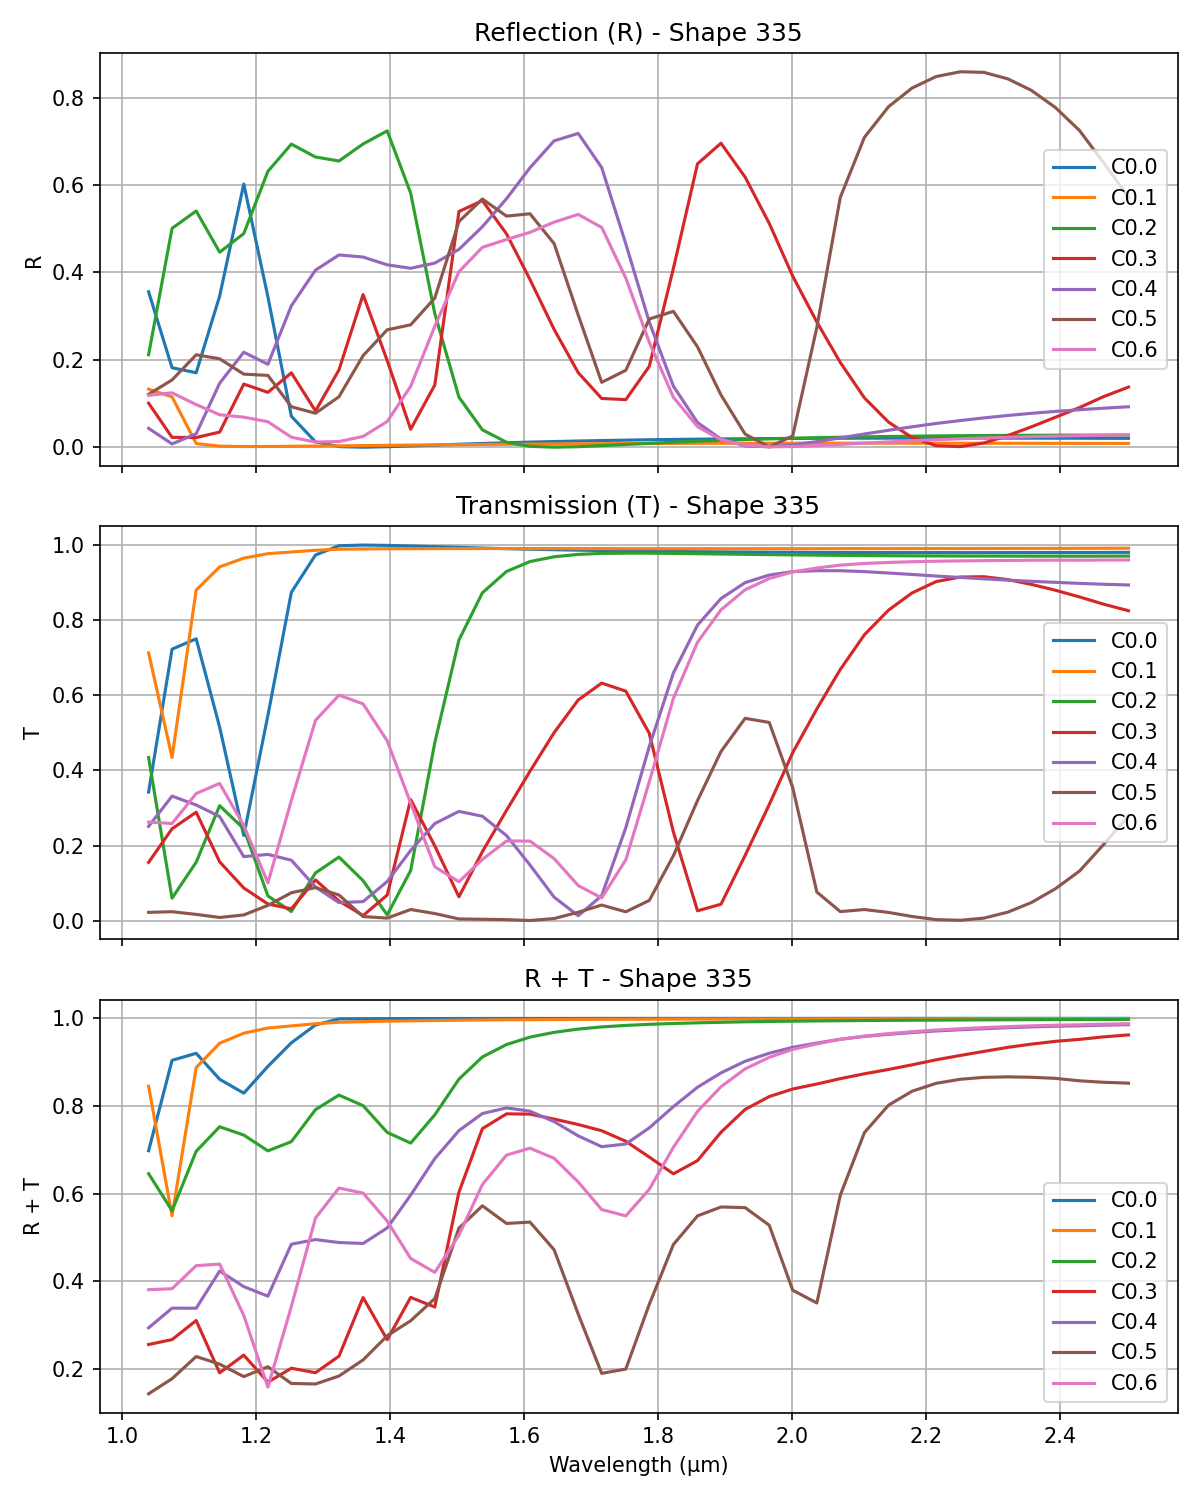 Reflection (R) - Shape 335
0.8
0.6
0.4
0.2
0.0
R
C0.0
C0.1
C0.2
C0.3
C0.4
C0.5
C0.6
Transmission (T) - Shape 335
1.0
0.8
0.6
0.4
0.2
0.0
T
C0.0
C0.1
C0.2
C0.3
C0.4
C0.5
C0.6
R + T - Shape 335
1.0
0.8
0.6
0.4
0.2
R + T
C0.0
C0.1
C0.2
C0.3
C0.4
C0.5
C0.6
1.0 1.2 1.4 1.6 1.8 2.0 2.2 2.4
Wavelength (μm)